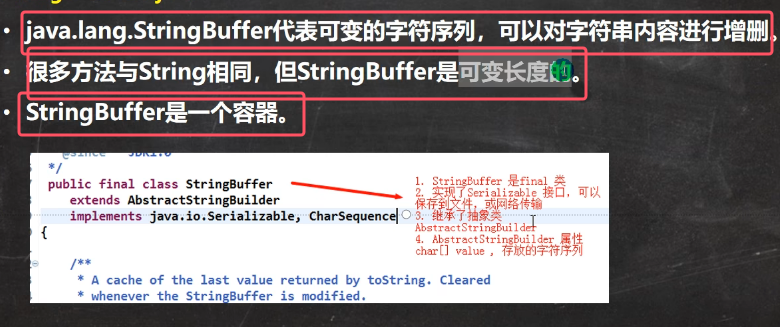 • java.lang.StringBuffer代表可变的字符序列，可以对字符串内容进行增删。
• 很多方法与String相同，但StringBuffer是可变长度的。
• StringBuffer是一个容器。
*/
public final class StringBuffer
extends AbstractStringBuilder
implements java.io.Serializable, CharSequence
{
/**
* A cache of the last value returned by toString. Cleared
* whenever the StringBuffer is modified.
1. StringBuffer 是final 类
2. 实现了Serializable 接口，可以
保存到文件，或网络传输
3. 继承了抽象类
AbstractStringBuilder
4. AbstractStringBuilder 属性
char[] value ，存放的字符序列